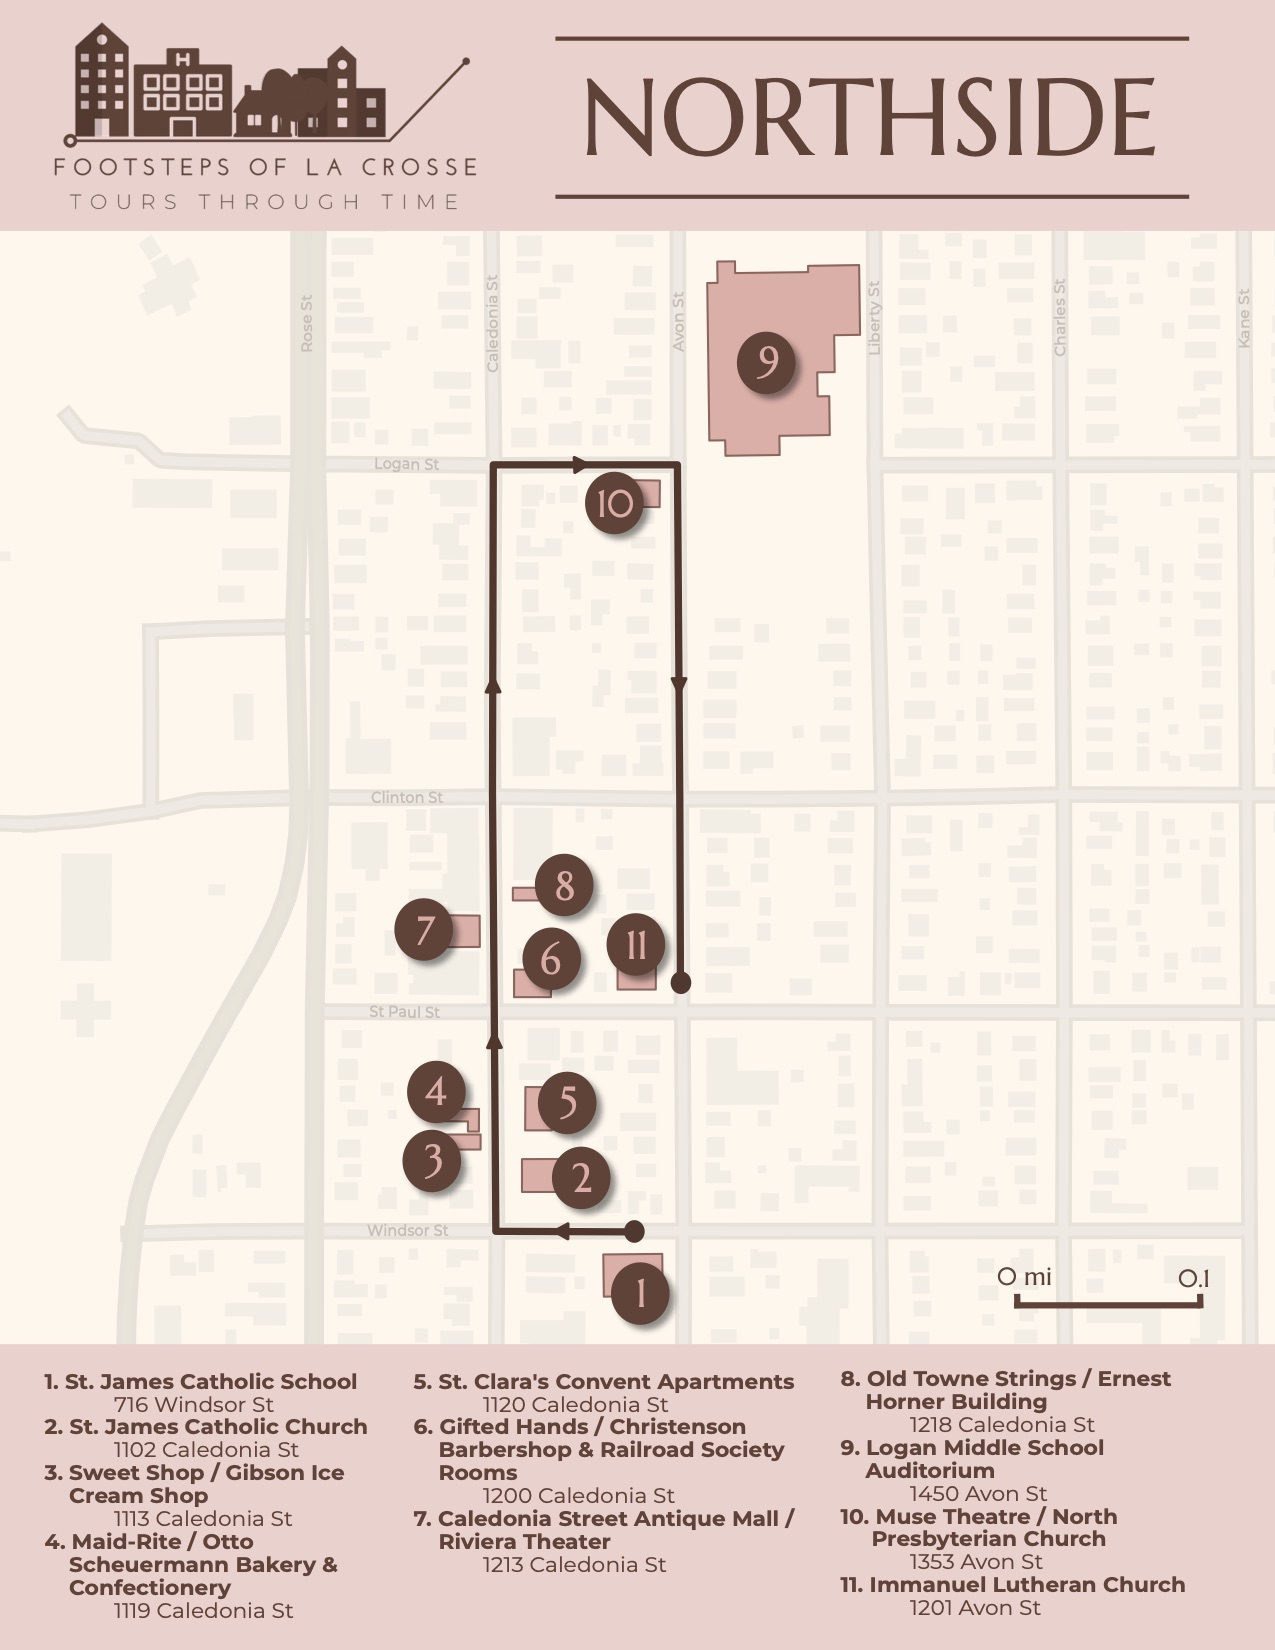 H
FOOTSTEPS OF LA CROSSE
TOURS THROUGH TIME
NORTHSIDE
Rose St
Caledonia St
Avon St
Liberty St
Charles St
Kane St
9
Logan St
10
Clinton St
8
7
11
6
St Paul St
4
5
3
2
Windsor St
1
0 mi
0.1
1. St. James Catholic School
716 Windsor St
2. St. James Catholic Church
1102 Caledonia St
3. Sweet Shop / Gibson Ice
Cream Shop
1113 Caledonia St
4. Maid-Rite / Otto
Scheuermann Bakery &
Confectionery
1119 Caledonia St
5. St. Clara's Convent Apartments
1120 Caledonia St
6. Gifted Hands / Christenson
Barbershop & Railroad Society
Rooms
1200 Caledonia St
7. Caledonia Street Antique Mall /
Riviera Theater
1213 Caledonia St
8. Old Towne Strings / Ernest
Horner Building
1218 Caledonia St
9. Logan Middle School
Auditorium
1450 Avon St
10. Muse Theatre / North
Presbyterian Church
1353 Avon St
11. Immanuel Lutheran Church
1201 Avon St